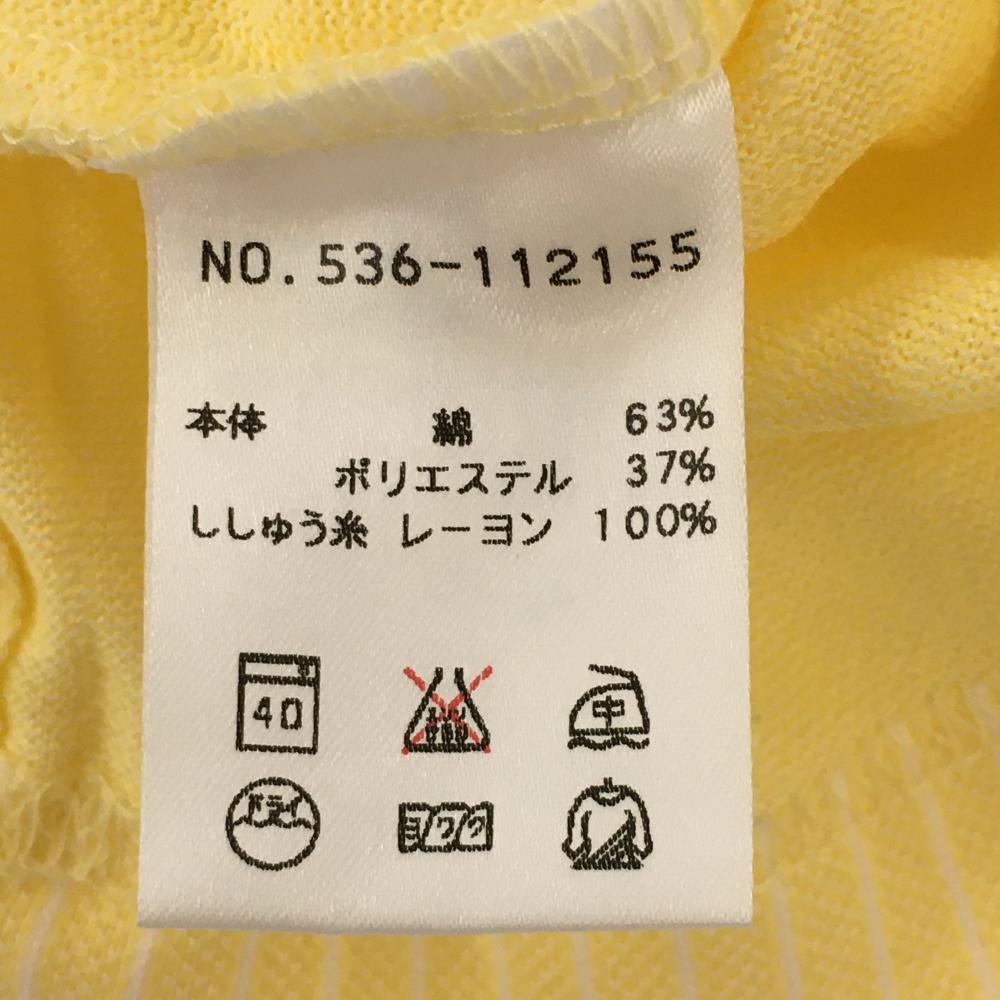 NO.536-112155
本体 綿 63%
ポリエステル 37%
ししゅう糸 レーヨン 100%
40 中
ドライ ヨワク